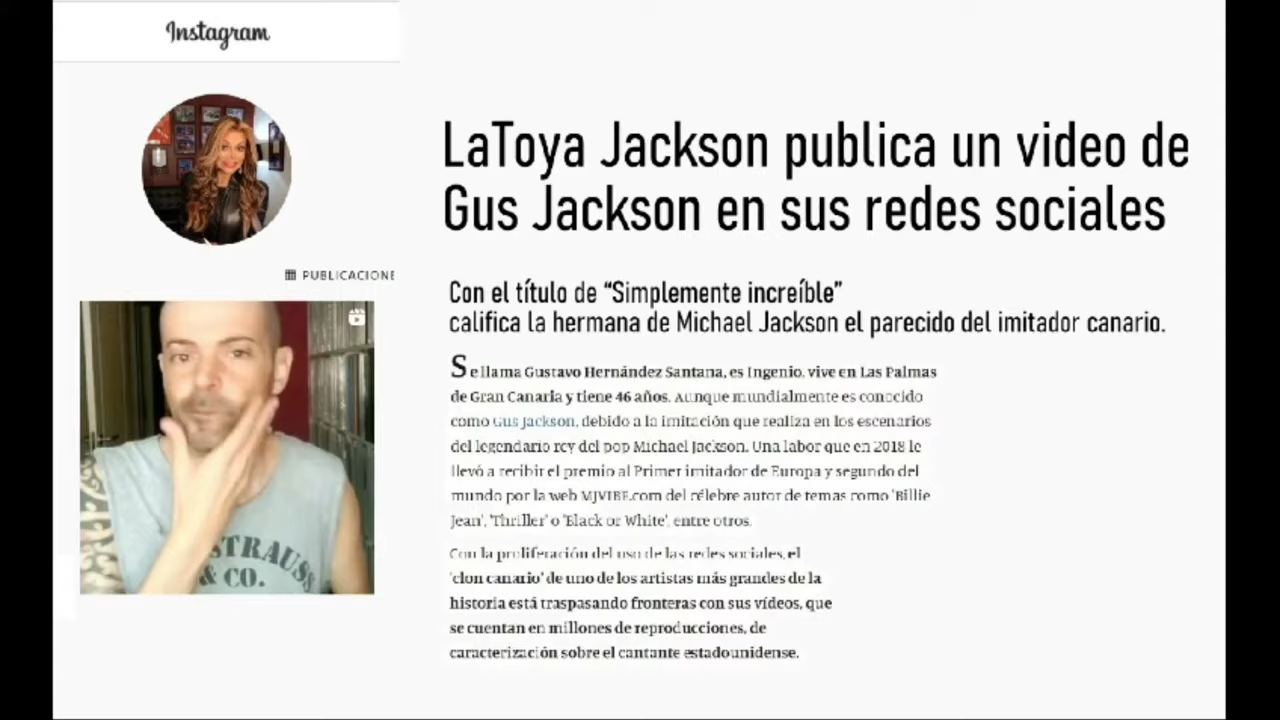 Instagram
PUBLICACIONE
STRAUSS
& CO.
LaToya Jackson publica un video de
Gus Jackson en sus redes sociales
Con el título de “Simplemente increíble”
califica la hermana de Michael Jackson el parecido del imitador canario.
Se llama Gustavo Hernández Santana, es Ingenio, vive en Las Palmas
de Gran Canaria y tiene 46 años. Aunque mundialmente es conocido
como Gus Jackson, debido a la imitación que realiza en los escenarios
del legendario rey del pop Michael Jackson. Una labor que en 2018 le
llevó a recibir el premio al Primer imitador de Europa y segundo del
mundo por la web MJVIBE.com del célebre autor de temas como 'Billie
Jean', 'Thriller' o 'Black or White', entre otros.
Con la proliferación del uso de las redes sociales, el
'clon canario' de uno de los artistas más grandes de la
historia está traspasando fronteras con sus vídeos, que
se cuentan en millones de reproducciones, de
caracterización sobre el cantante estadounidense.